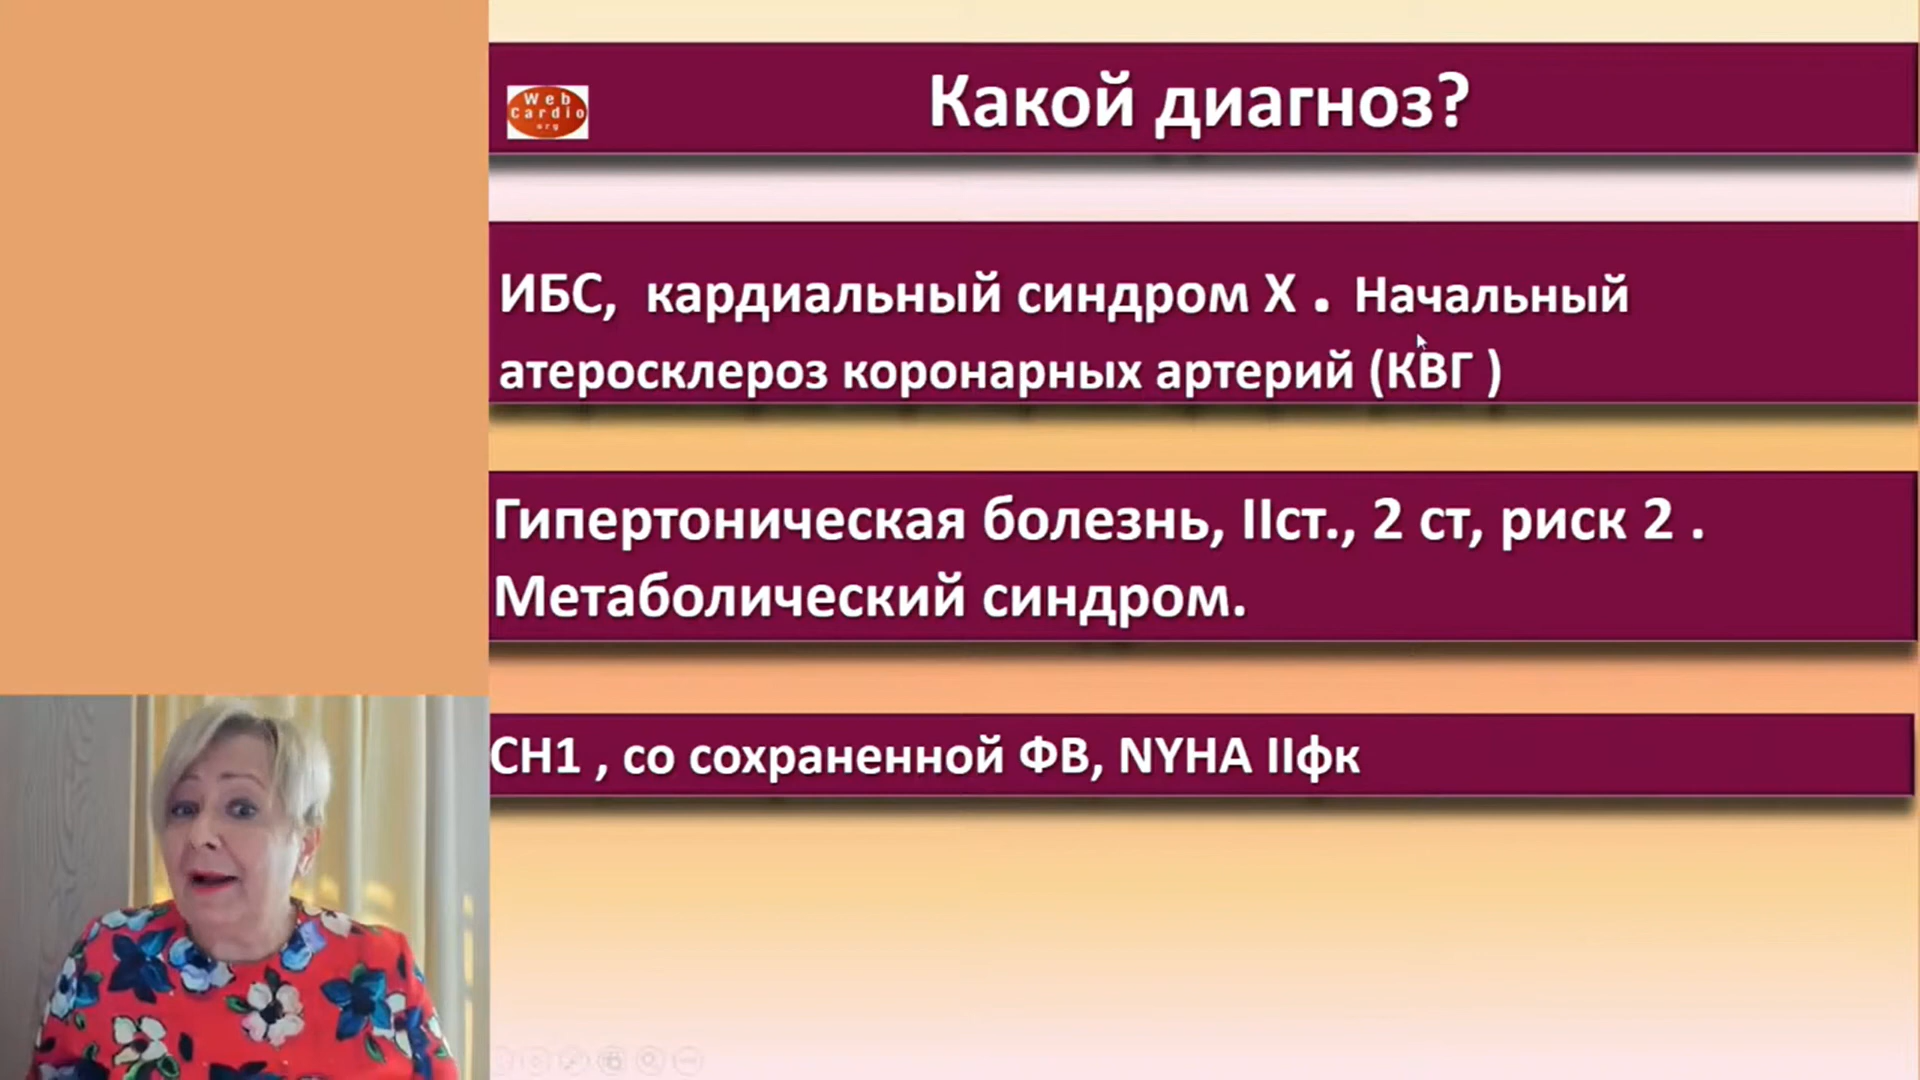 Web
Cardio
org
Какой диагноз?
ИБС, кардиальный синдром Х . Начальный
атеросклероз коронарных артерий (КВГ )
Гипертоническая болезнь, IIст., 2 ст, риск 2 .
Метаболический синдром.
СН1 , со сохраненной ФВ, NYHA IIфк